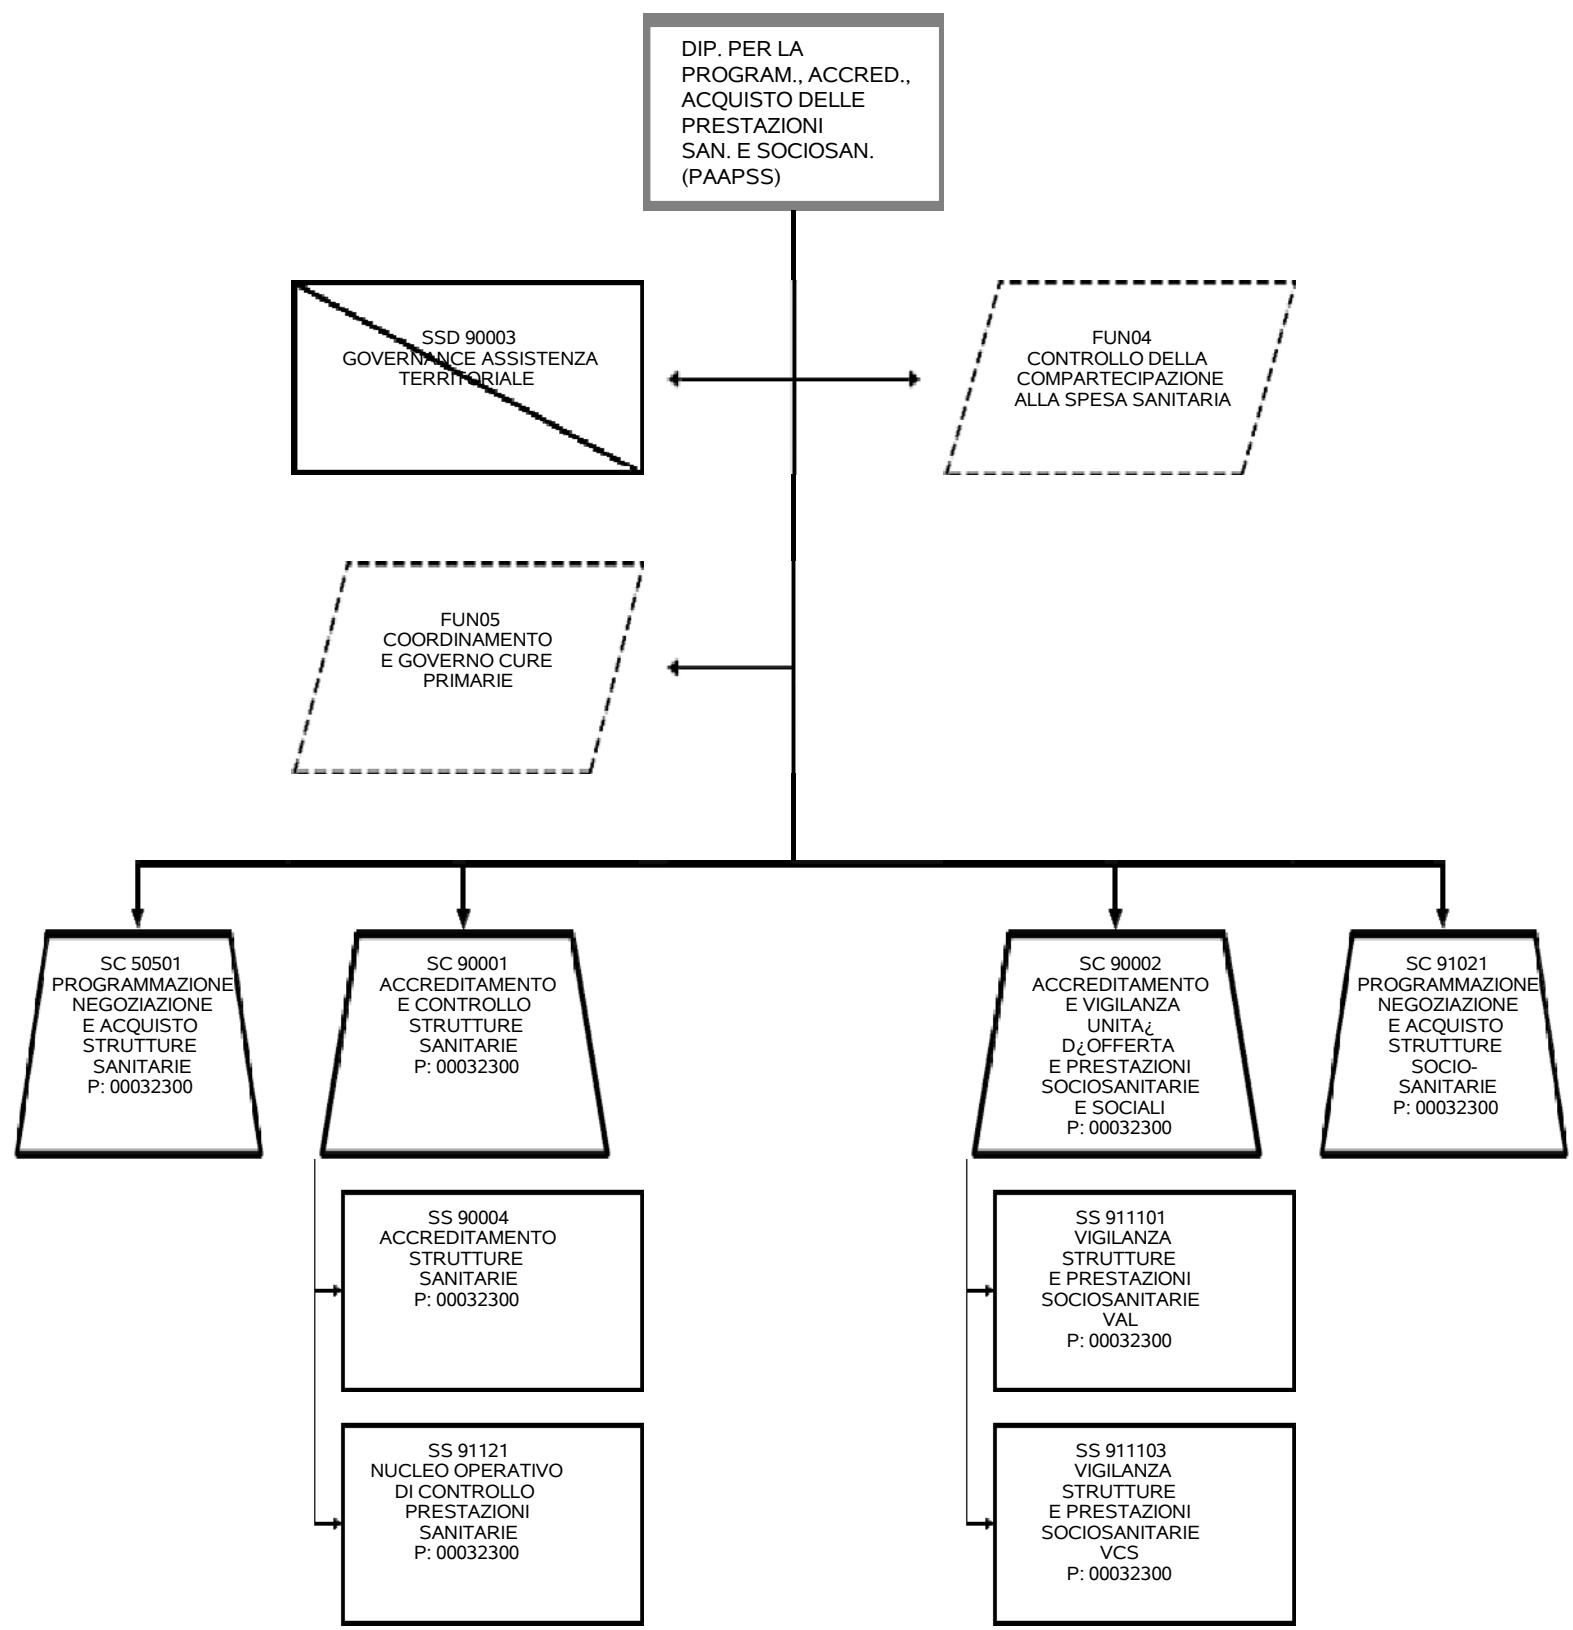 DIP. PER LA
PROGRAM., ACCRED.,
ACQUISTO DELLE
PRESTAZIONI
SAN. E SOCIOSAN.
(PAAPSS)
SSD 90003
GOVERNANCE ASSISTENZA
TERRITORIALE
FUN04
CONTROLLO DELLA
COMPARTECIPAZIONE
ALLA SPESA SANITARIA
FUN05
COORDINAMENTO
E GOVERNO CURE
PRIMARIE
SC 50501
PROGRAMMAZIONE
NEGOZIAZIONE
E ACQUISTO
STRUTTURE
SANITARIE
P: 00032300
SC 90001
ACCREDITAMENTO
E CONTROLLO
STRUTTURE
SANITARIE
P: 00032300
SC 90002
ACCREDITAMENTO
E VIGILANZA
UNITA¿
D¿OFFERTA
E PRESTAZIONI
SOCIOSANITARIE
E SOCIALI
P: 00032300
SC 91021
PROGRAMMAZIONE
NEGOZIAZIONE
E ACQUISTO
STRUTTURE
SOCIO-
SANITARIE
P: 00032300
SS 90004
ACCREDITAMENTO
STRUTTURE
SANITARIE
P: 00032300
SS 911101
VIGILANZA
STRUTTURE
E PRESTAZIONI
SOCIOSANITARIE
VAL
P: 00032300
SS 91121
NUCLEO OPERATIVO
DI CONTROLLO
PRESTAZIONI
SANITARIE
P: 00032300
SS 911103
VIGILANZA
STRUTTURE
E PRESTAZIONI
SOCIOSANITARIE
VCS
P: 00032300